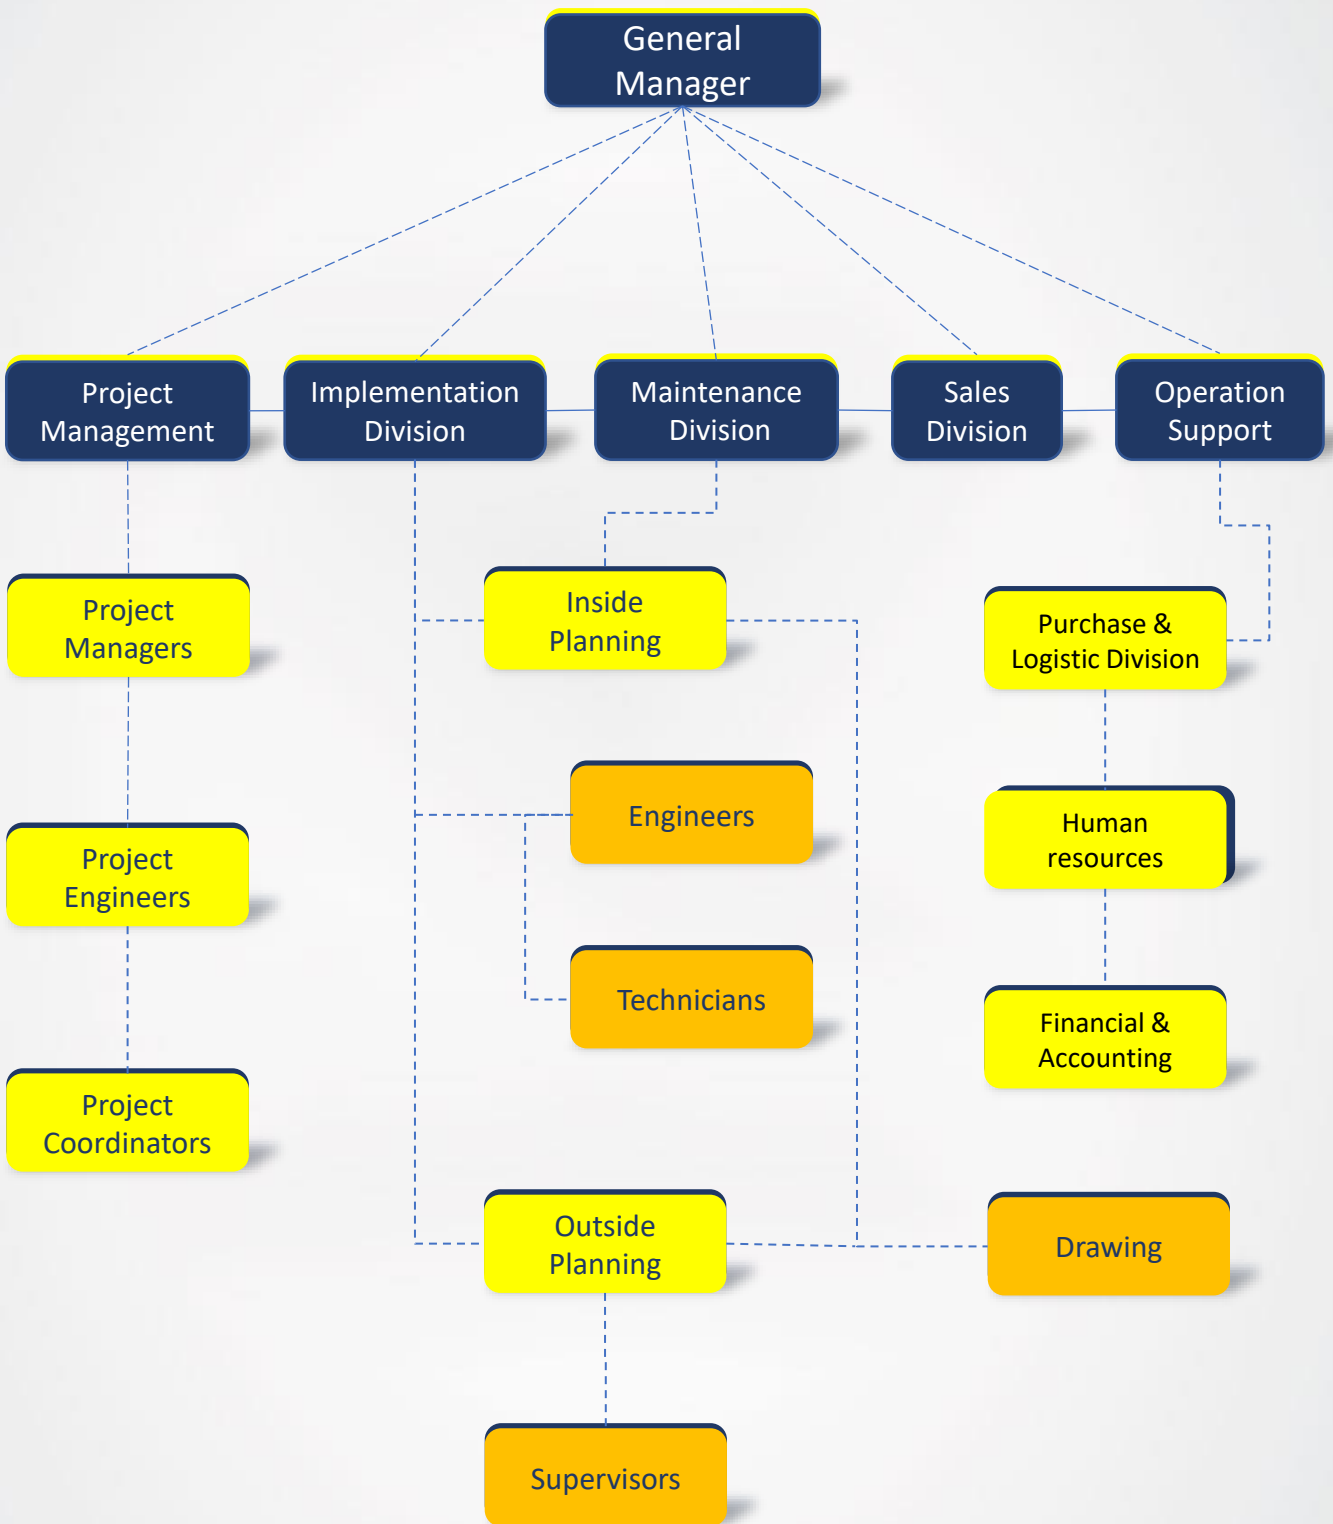 General
Manager
Project
Management
Implementation
Division
Maintenance
Division
Sales
Division
Operation
Support
Project
Managers
Inside
Planning
Purchase &
Logistic Division
Engineers
Human
resources
Project
Engineers
Technicians
Financial &
Accounting
Project
Coordinators
Outside
Planning
Drawing
Supervisors